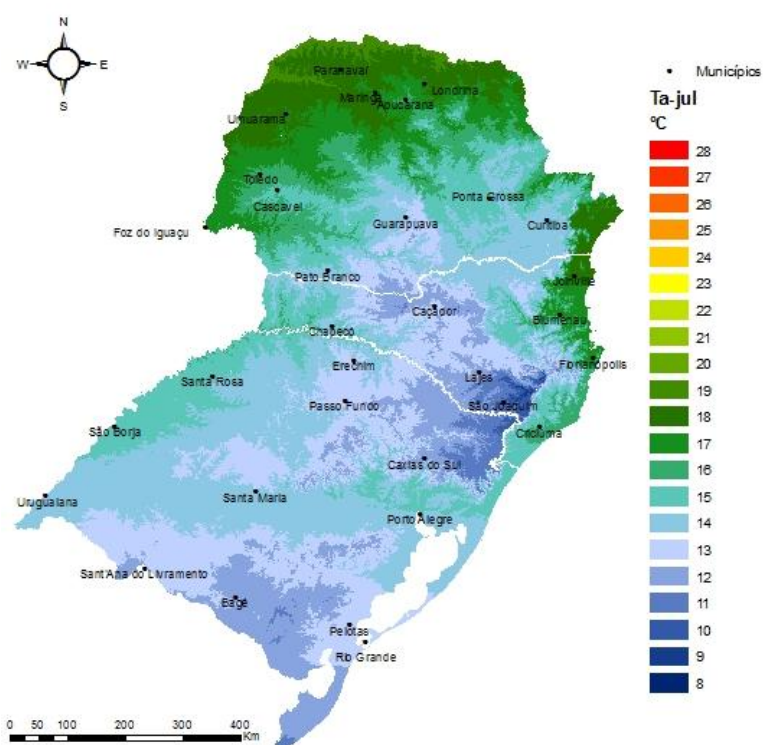 N
W E
S
Municípios
Ta-jul
°C
28
27
26
25
24
23
22
21
20
19
18
17
16
15
14
13
12
11
10
9
8
Paranavaí
Londrina
Maringá
Apucarana
Umuarama
Toledo
Cascavel
Ponta Grossa
Guarapuava
Curitiba
Foz do Iguaçu
Pato Branco
Joinville
Caçador
Blumenau
Chapecó
Florianópolis
Erechim
Lajes
Santa Rosa
Passo Fundo
São Joaquim
São Borja
Criciuma
Caxias do Sul
Uruguaiana
Santa Maria
Porto Alegre
Sant'Ana do Livramento
Bagé
Pelotas
Rio Grande
0 50 100 200 300 400
Km